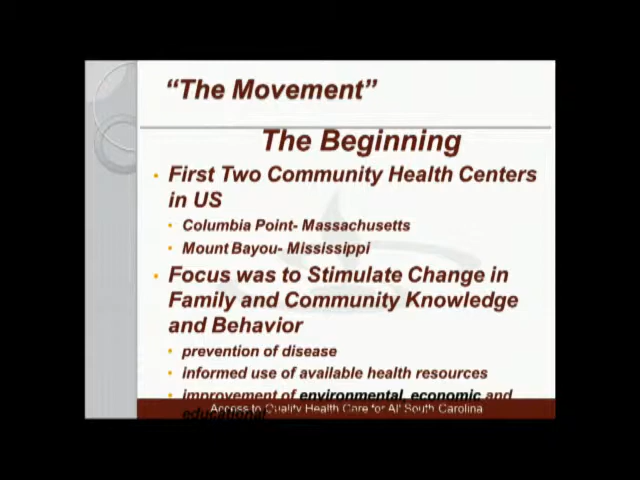 “The Movement”
The Beginning
• First Two Community Health Centers
in US
• Columbia Point- Massachusetts
• Mount Bayou- Mississippi
• Focus was to Stimulate Change in
Family and Community Knowledge
and Behavior
• prevention of disease
• informed use of available health resources
• improvement of environmental, economic and
educational
Access to Quality Health Care for All South Carolina